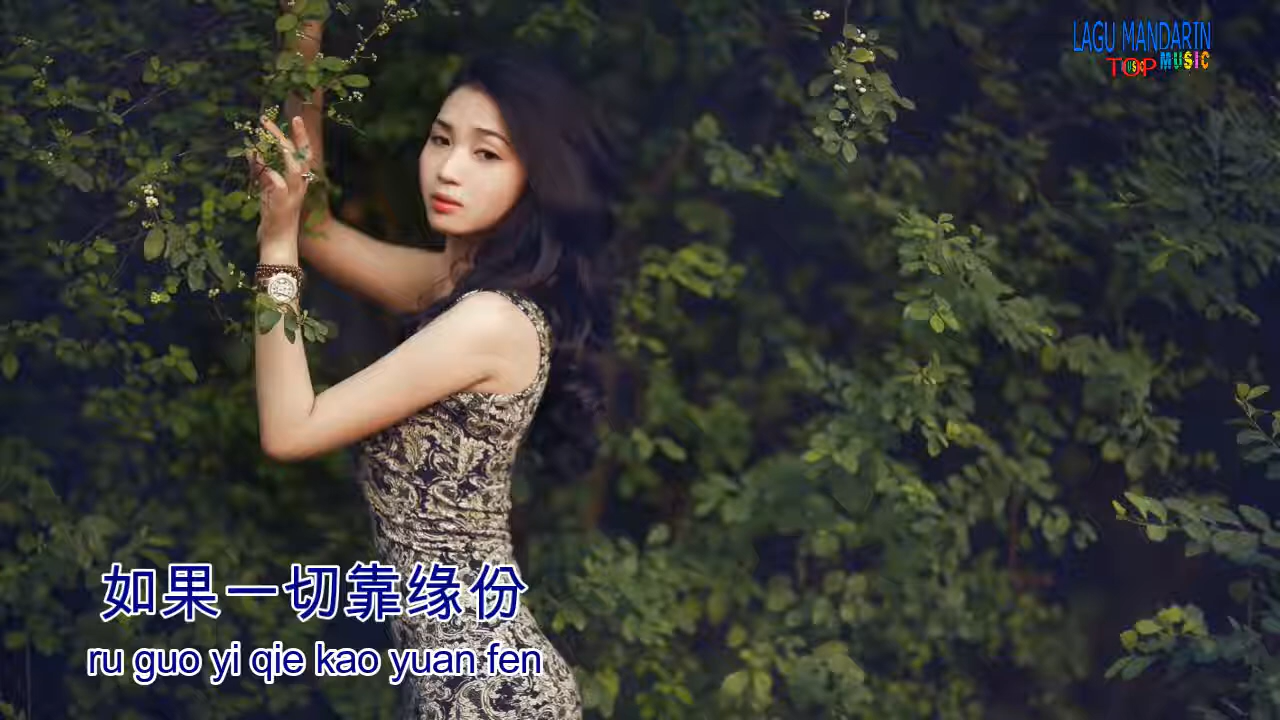 LAGU MANDARIN
TOP MUSIC
如果一切靠缘份
ru guo yi qie kao yuan fen